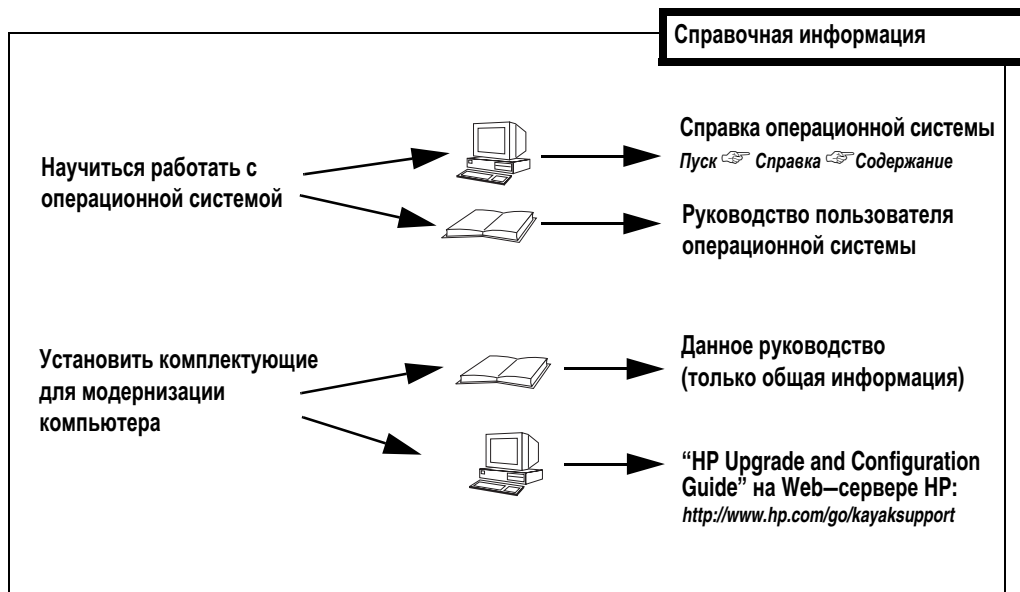 Справочная информация
Научиться работать с
операционной системой
Справка операционной системы
Пуск ☞ Справка ☞ Содержание
Руководство пользователя
операционной системы
Установить комплектующие
для модернизации
компьютера
Данное руководство
(только общая информация)
“HP Upgrade and Configuration
Guide” на Web–сервере HP:
http://www.hp.com/go/kayaksupport